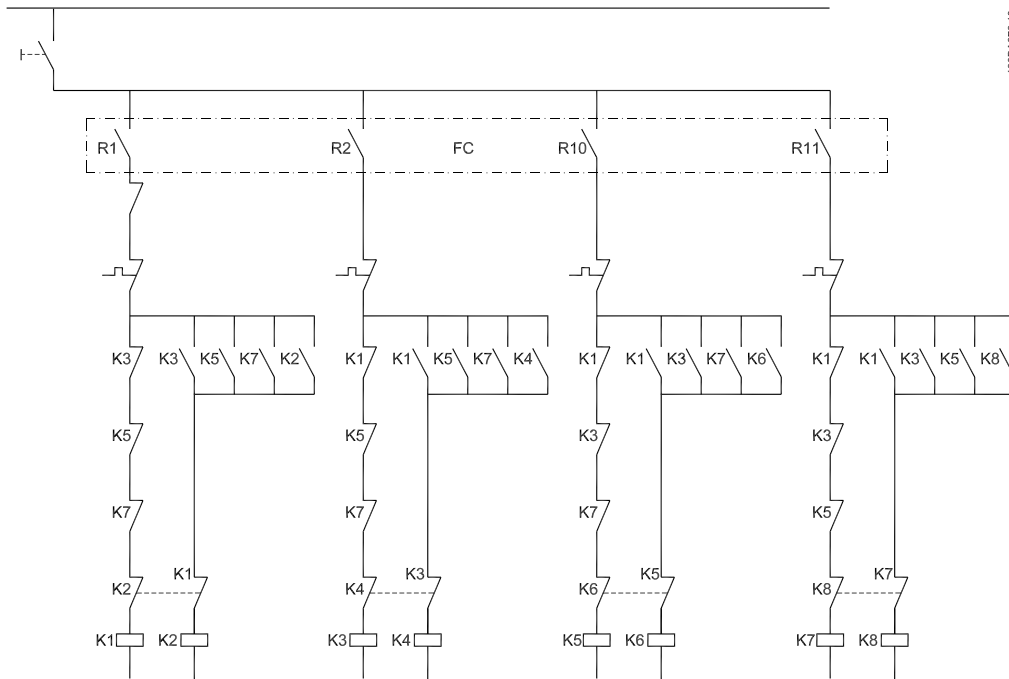 R1 R2 FC R10 R11
K3 K3 K5 K7 K2 K1 K1 K5 K7 K4 K1 K1 K3 K7 K6 K1 K1 K3 K5 K8
K5 K5 K3 K3
K7 K7 K7 K5
K2 K1 K4 K3 K6 K5 K8 K7
K1 K2 K3 K4 K5 K6 K7 K8